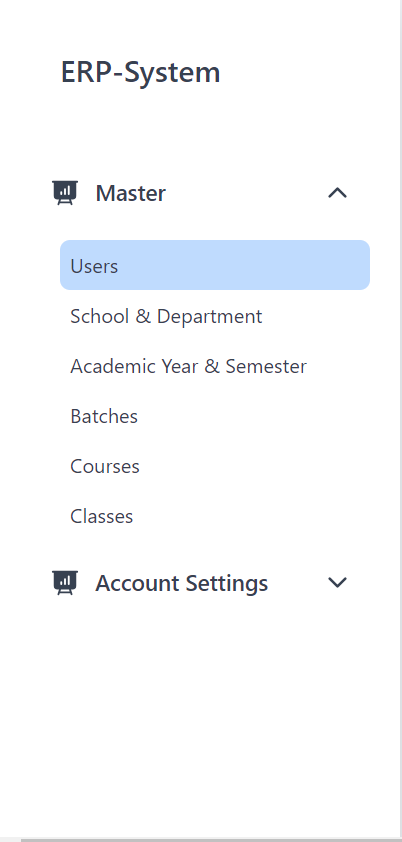 ERP-System
Master
Users
School & Department
Academic Year & Semester
Batches
Courses
Classes
Account Settings